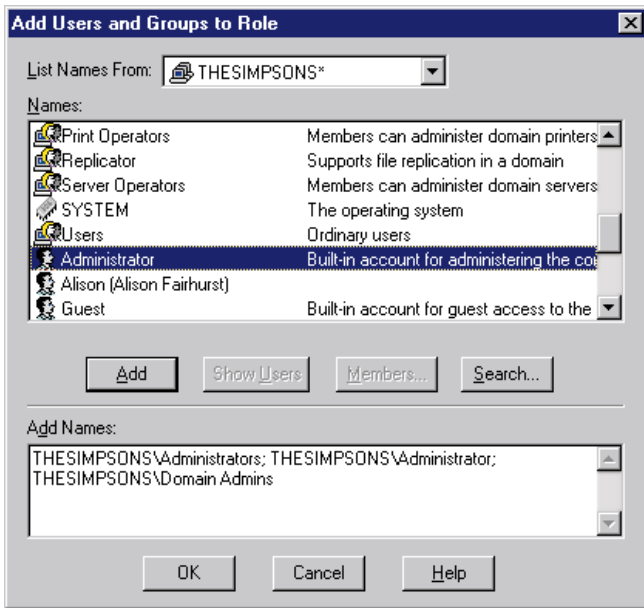 Add Users and Groups to Role
List Names From: THESIMPSONS*
Names:
Print Operators Members can administer domain printers
Replicator Supports file replication in a domain
Server Operators Members can administer domain servers
SYSTEM The operating system
Users Ordinary users
Administrator Built-in account for administering the co
Alison (Alison Fairhurst)
Guest Built-in account for guest access to the
Add Show Users Members... Search...
Add Names:
THESIMPSONS\Administrators; THESIMPSONS\Administrator;
THESIMPSONS\Domain Admins
OK Cancel Help